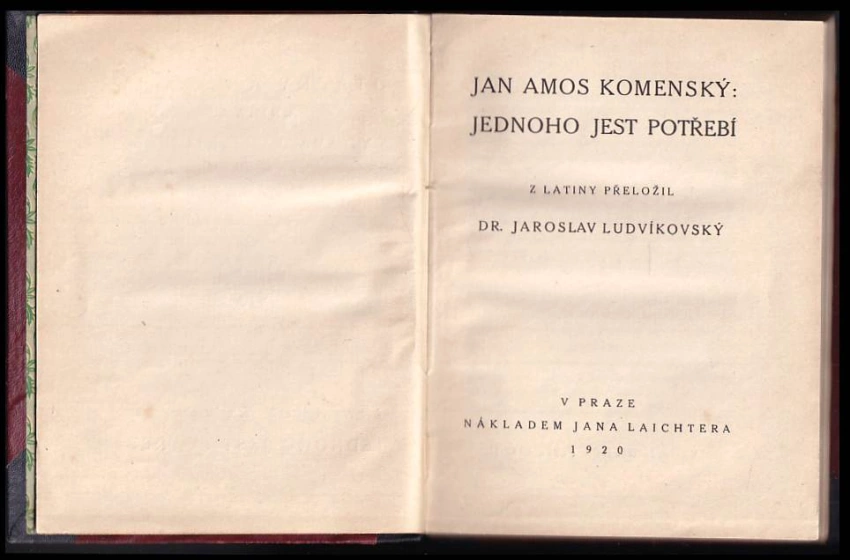 JAN AMOS KOMENSKÝ:
JEDNOHO JEST POTŘEBÍ
Z LATINY PŘELOŽIL
DR. JAROSLAV LUDVÍKOVSKÝ
V PRAZE
NÁKLADEM JANA LAICHTERA
1920